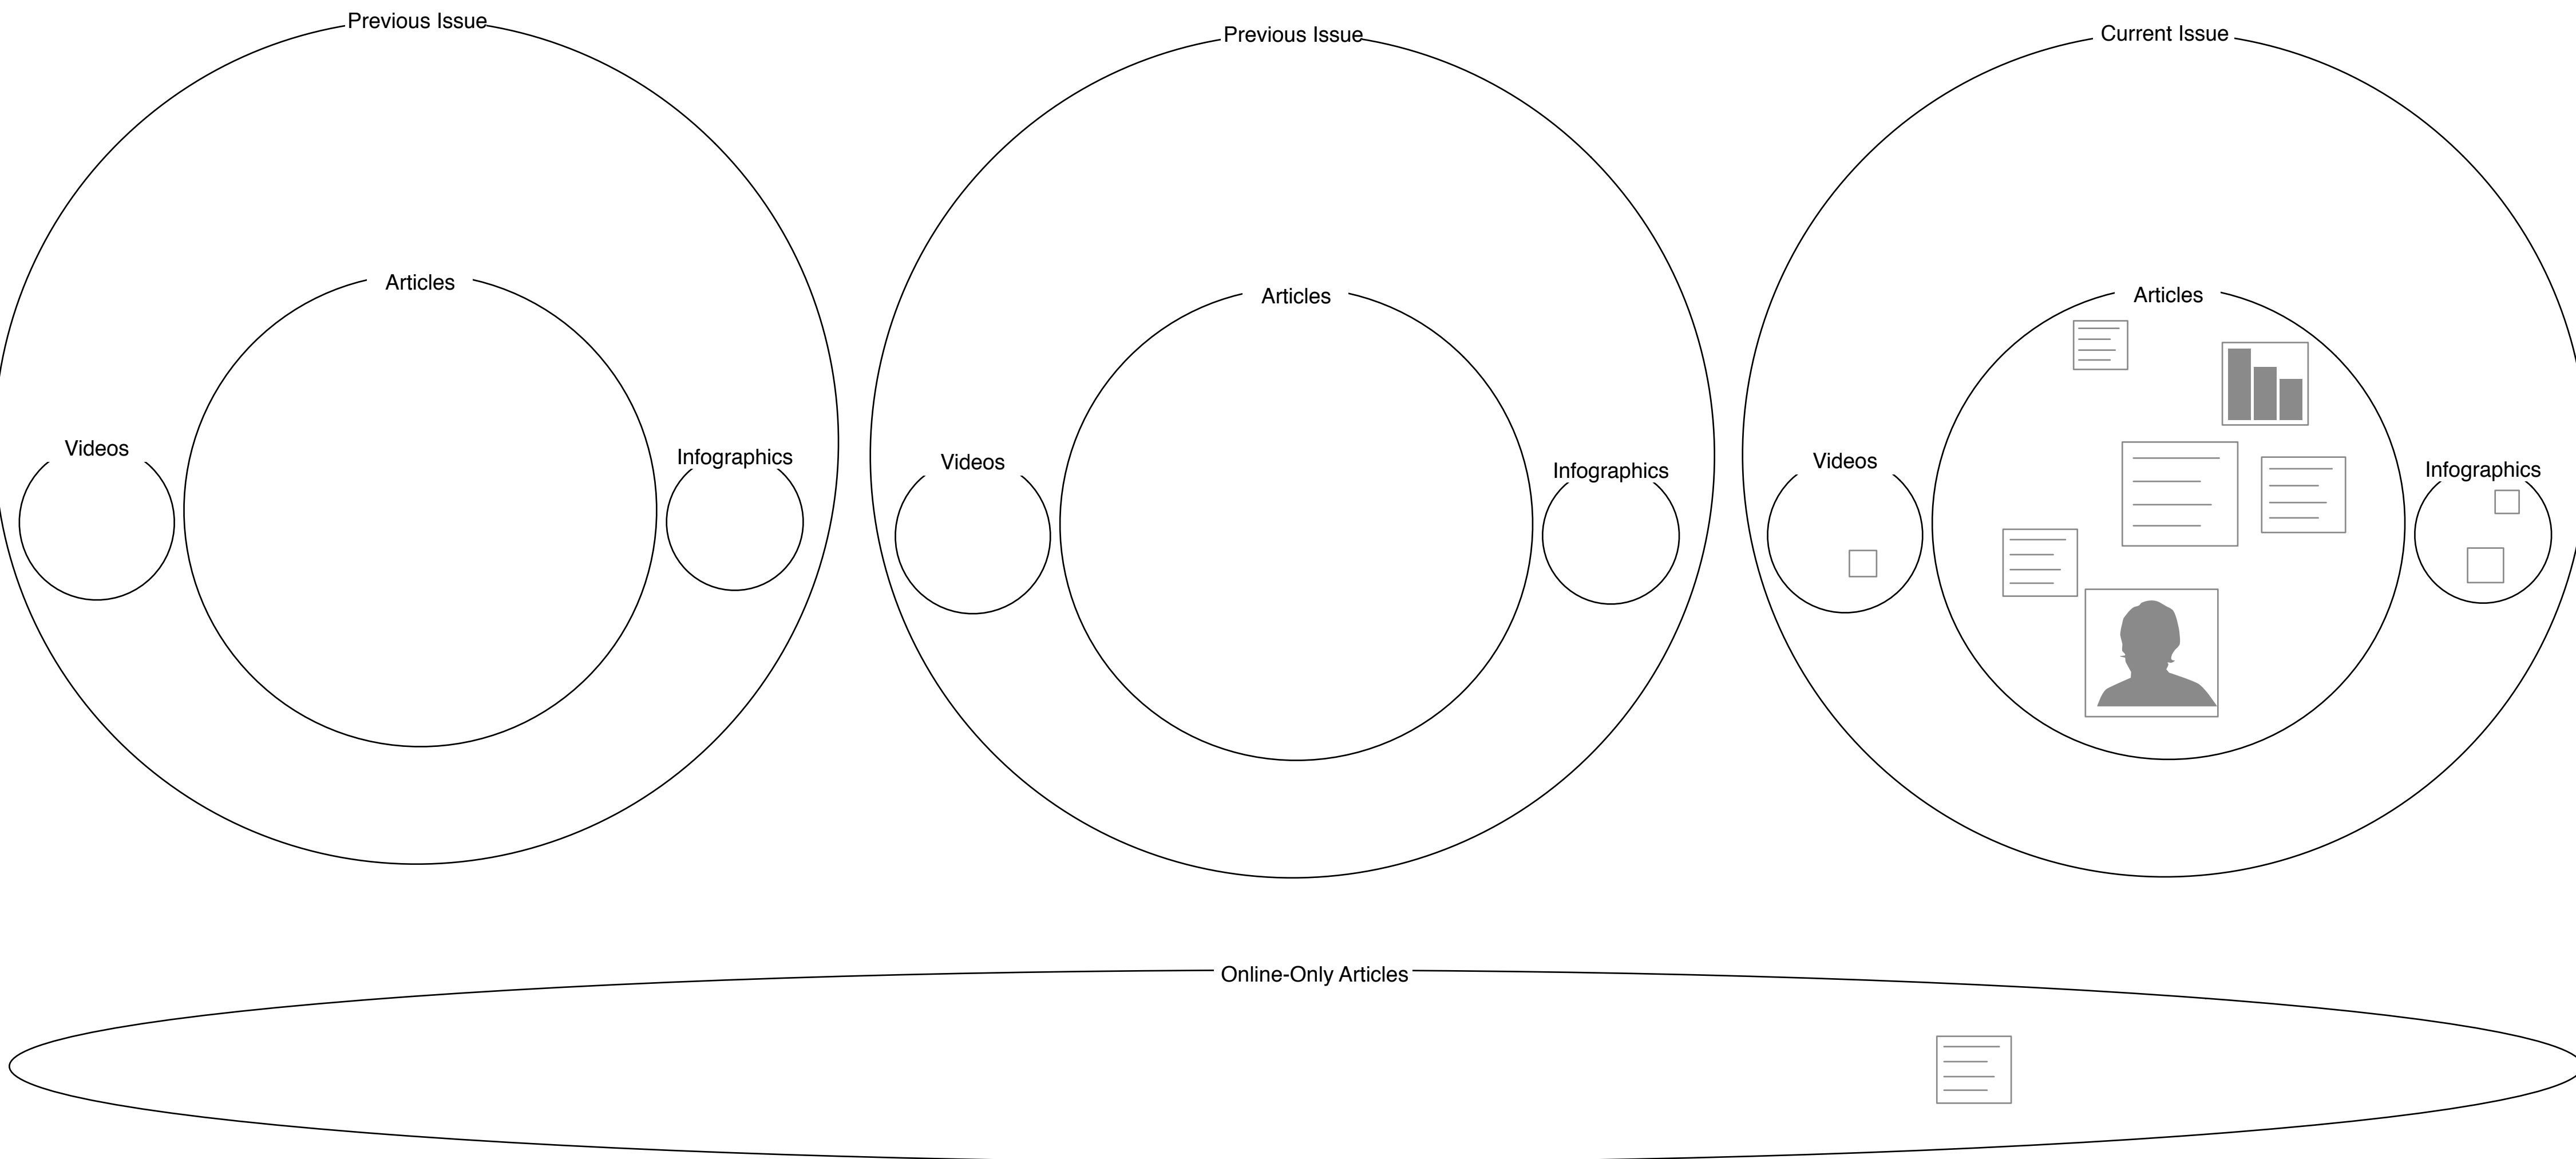 Previous Issue
Articles
Videos
Infographics
Previous Issue
Articles
Videos
Infographics
Current Issue
Articles
Videos
Infographics
Online-Only Articles